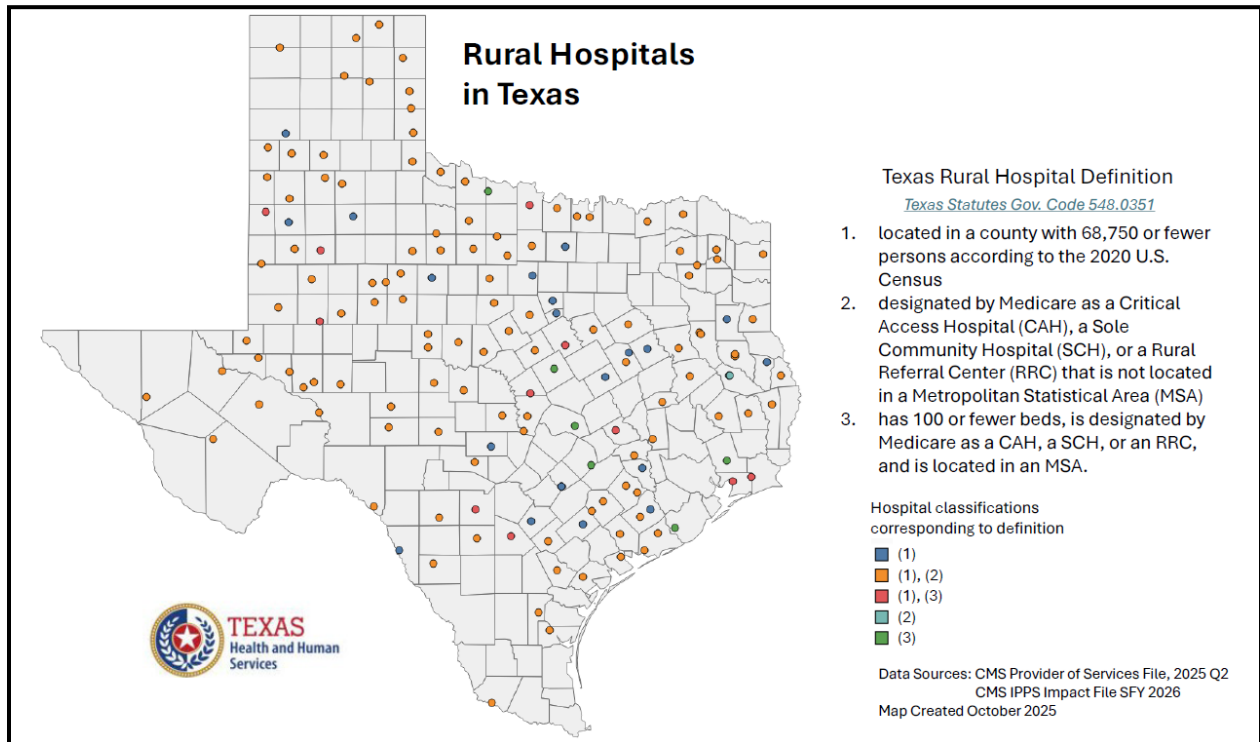 Rural Hospitals
in Texas
Texas Rural Hospital Definition
Texas Statutes Gov. Code 548.0351
1. located in a county with 68,750 or fewer
persons according to the 2020 U.S.
Census
2. designated by Medicare as a Critical
Access Hospital (CAH), a Sole
Community Hospital (SCH), or a Rural
Referral Center (RRC) that is not located
in a Metropolitan Statistical Area (MSA)
3. has 100 or fewer beds, is designated by
Medicare as a CAH, a SCH, or an RRC,
and is located in an MSA.
Hospital classifications
corresponding to definition
(1)
(1), (2)
(1), (3)
(2)
(3)
TEXAS
Health and Human
Services
Data Sources: CMS Provider of Services File, 2025 Q2
CMS IPPS Impact File SFY 2026
Map Created October 2025